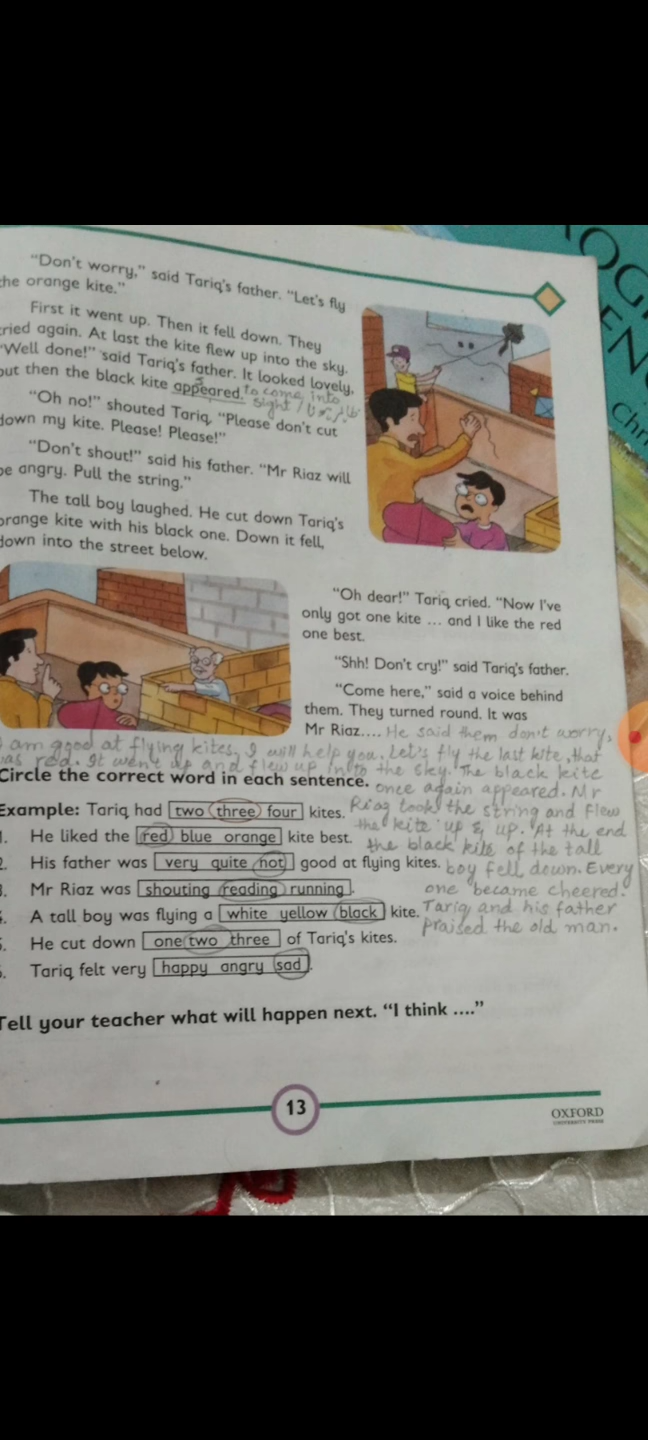 "Don't worry," said Tariq's father. "Let's fly
the orange kite."
First it went up. Then it fell down. They
tried again. At last the kite flew up into the sky.
"Well done!" said Tariq's father. It looked lovely,
but then the black kite appeared. to come into
sight /
"Oh no!" shouted Tariq, "Please don't cut
down my kite. Please! Please!"
"Don't shout!" said his father. "Mr Riaz will
be angry. Pull the string."
The tall boy laughed. He cut down Tariq's
orange kite with his black one. Down it fell,
down into the street below.
"Oh dear!" Tariq cried. "Now I've
only got one kite ... and I like the red
one best.
"Shh! Don't cry!" said Tariq's father.
"Come here," said a voice behind
them. They turned round. It was
Mr Riaz.... He said them don't worry,
I am good at flying kites, I will help you. Let's fly the last kite, that
was red. It went up and flew up into the sky. The black kite
once again appeared. Mr
Riaz took the string and flew
the kite up & up. At the end
the black kite of the tall
boy fell down. Every
one became cheered.
Tariq and his father
praised the old man.
Circle the correct word in each sentence.
Example: Tariq had two three four kites.
1. He liked the red blue orange kite best.
2. His father was very quite not good at flying kites.
3. Mr Riaz was shouting reading running.
4. A tall boy was flying a white yellow black kite.
5. He cut down one two three of Tariq's kites.
6. Tariq felt very happy angry sad.
Tell your teacher what will happen next. "I think ...."
13
OXFORD
UNIVERSITY PRESS